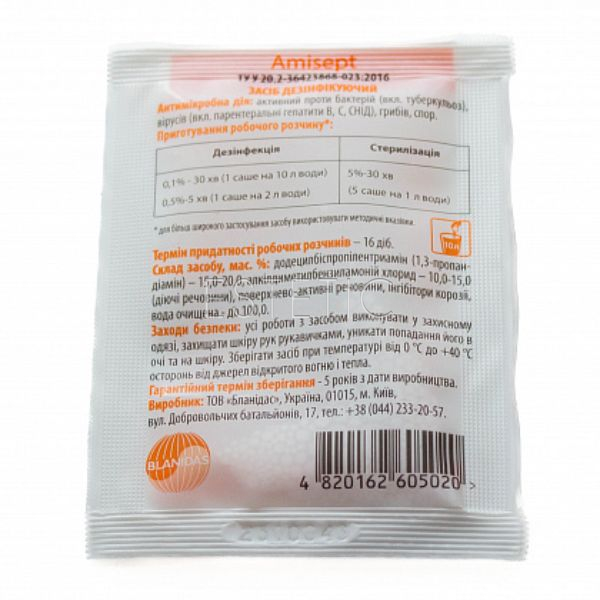 Amisept
ТУ У 20.2-36423868-023:2016
ЗАСІБ ДЕЗІНФІКУЮЧИЙ
Антимікробна дія: активний проти бактерій (вкл. туберкульоз),
вірусів (вкл. парентеральні гепатити В, С, СНІД), грибів, спор.
Приготування робочого розчину*:
Дезінфекція Стерилізація
0,1% - 30 хв (1 саше на 10 л води) 5%-30 хв
0,5%-5 хв (1 саше на 2 л води) (5 саше на 1 л води)
* для більш широкого застосування засобу використовувати методичні вказівки.
10 л
Термін придатності робочих розчинів – 16 діб.
Склад засобу, мас. %: додецилбіспропілентриамін (1,3-пропан-
діамін) – 15,0-20,0, алкілдиметилбензиламоній хлорид – 10,0-15,0
(діючі речовини), поверхнево-активні речовини, інгібітори корозії,
вода очищена - до 100,0.
Заходи безпеки: усі роботи з засобом виконувати у захисному
одязі, захищати шкіру рук рукавичками, уникати попадання його в
очі та на шкіру. Зберігати засіб при температурі від 0 °С до +40 °С
осторонь від джерел відкритого вогню і тепла.
Гарантійний термін зберігання - 5 років з дати виробництва.
Виробник: ТОВ «Бланідас», Україна, 01015, м. Київ,
вул. Добровольчих батальйонів, 17, тел.: +38 (044) 233-20-57.
BLANIDAS
4 820162 605020 >